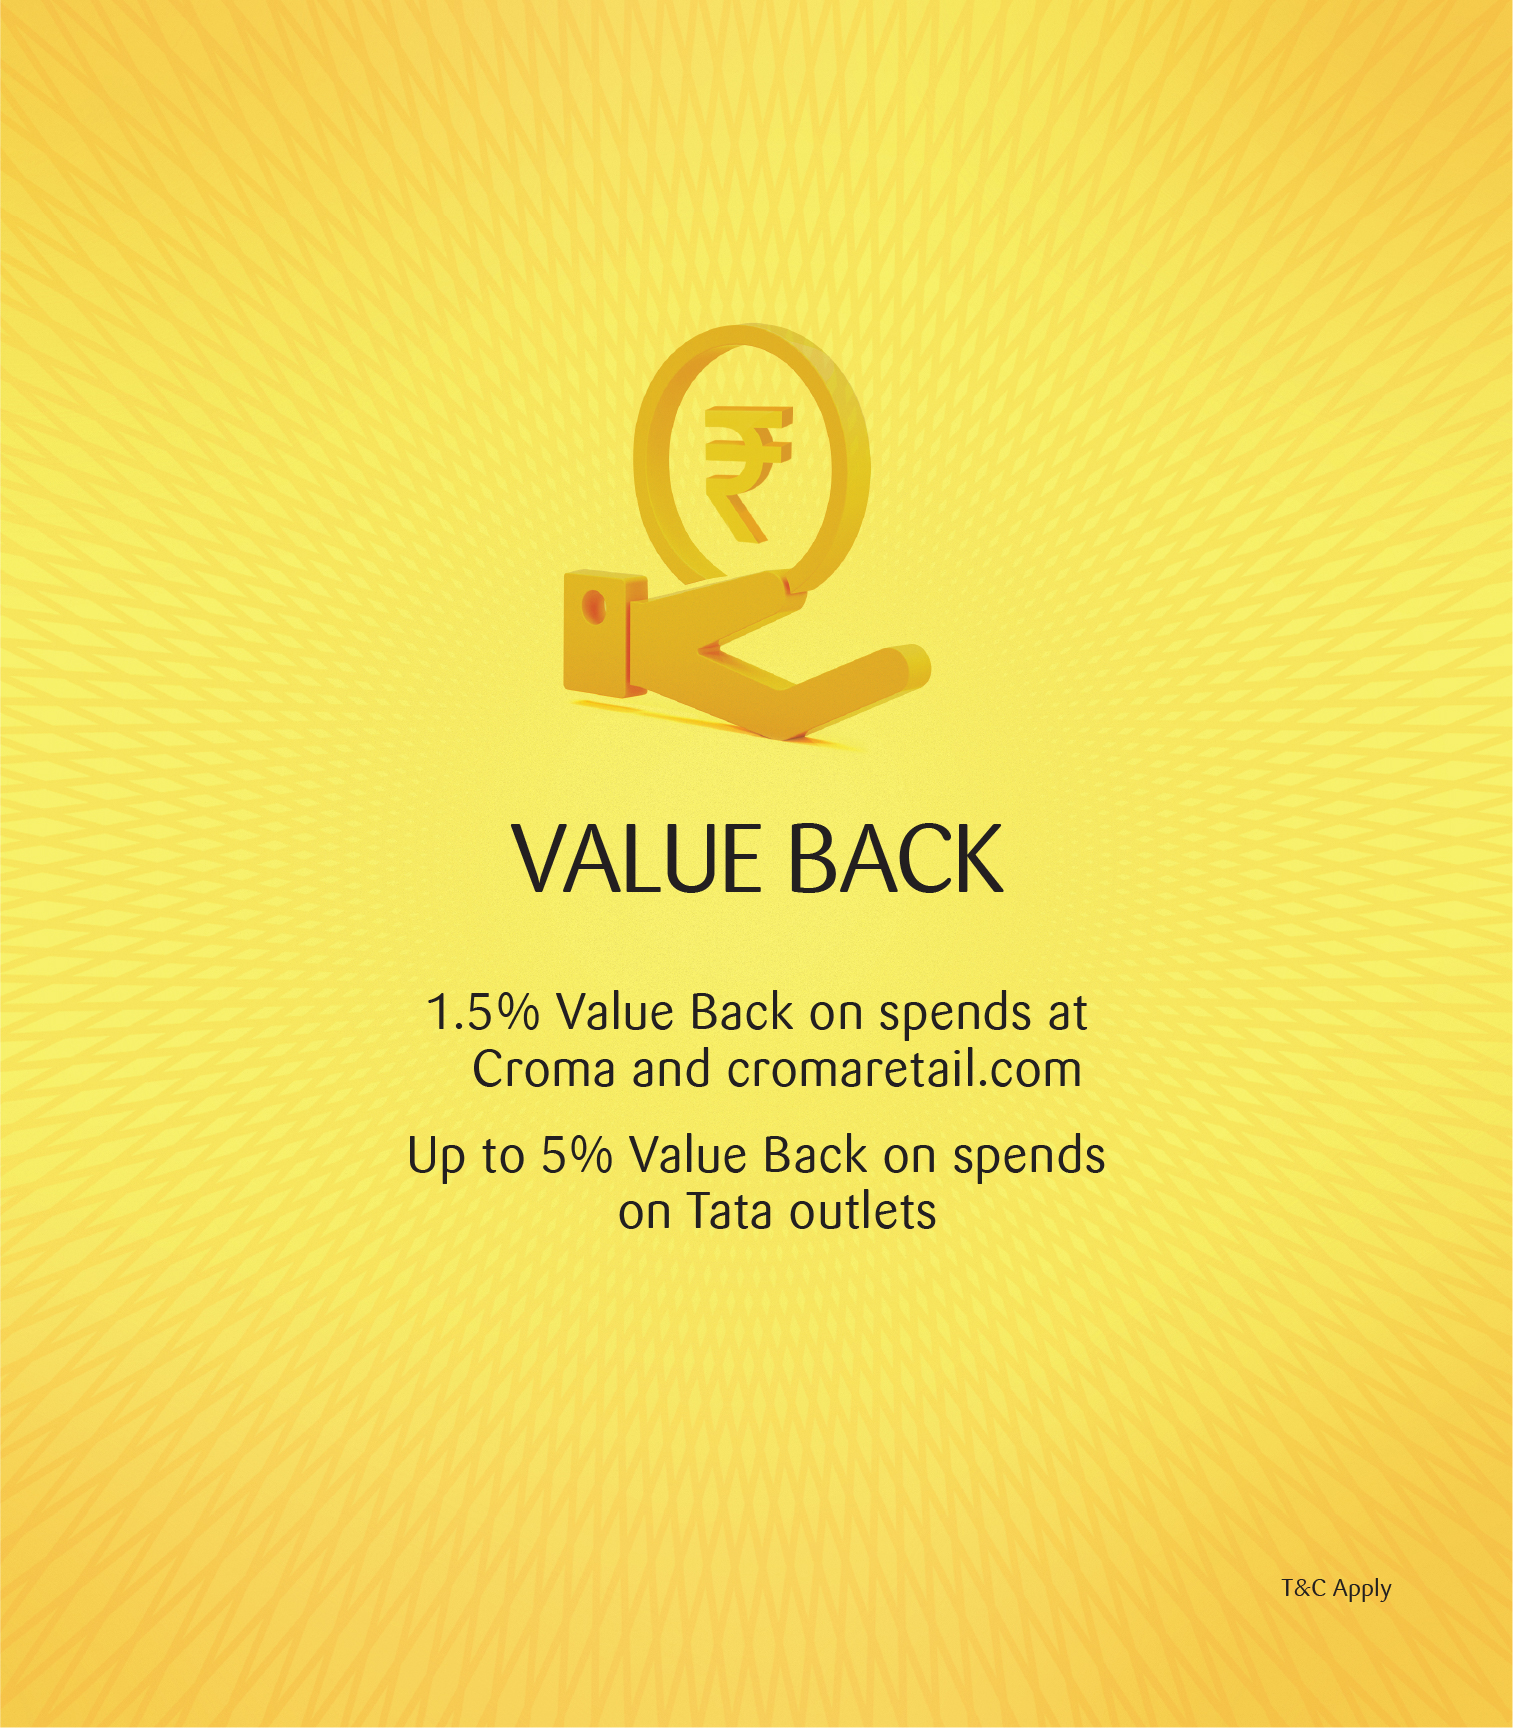 ₹
VALUE BACK
1.5% Value Back on spends at
Croma and cromaretail.com
Up to 5% Value Back on spends
on Tata outlets
T&C Apply